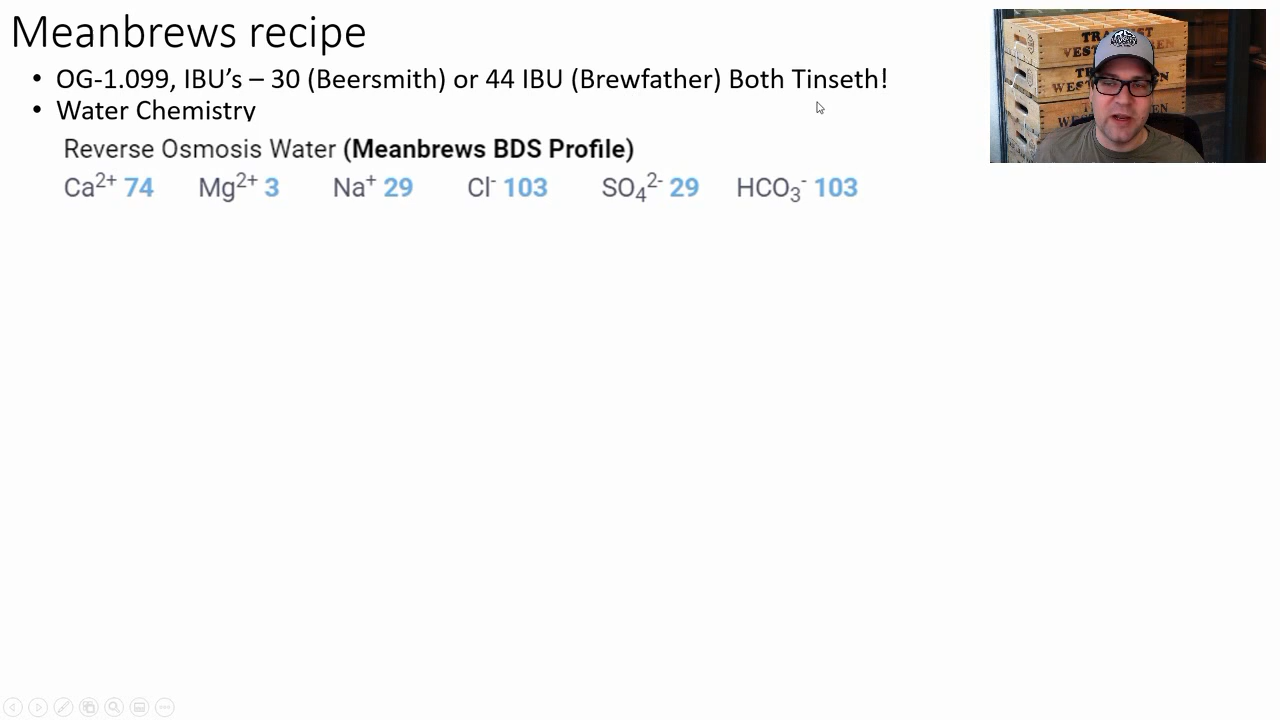 Meanbrews recipe
• OG-1.099, IBU’s – 30 (Beersmith) or 44 IBU (Brewfather) Both Tinseth!
• Water Chemistry
Reverse Osmosis Water (Meanbrews BDS Profile)
Ca2+ 74 Mg2+ 3 Na+ 29 Cl- 103 SO42- 29 HCO3- 103